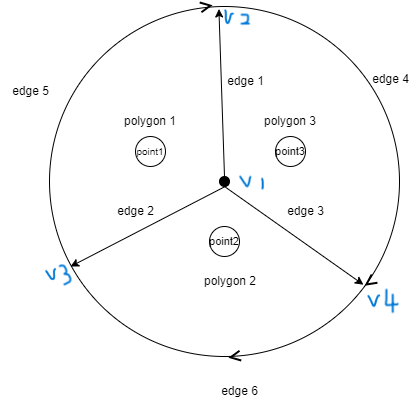 v2
edge 1
edge 4
edge 5
polygon 1
polygon 3
point1
point3
v1
edge 2
edge 3
point2
v3
polygon 2
v4
edge 6